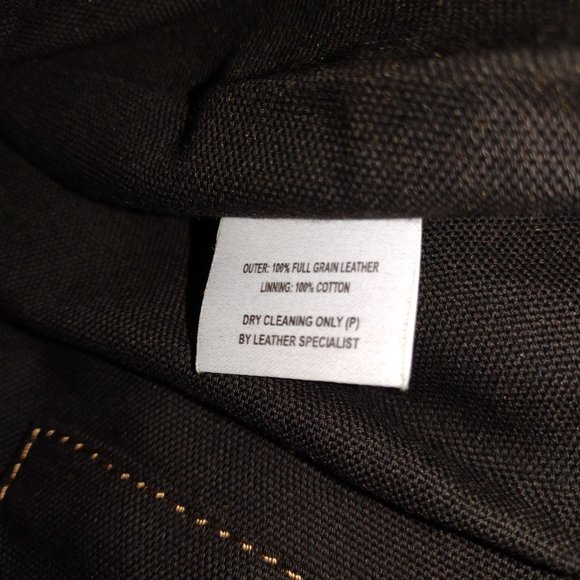 OUTER: 100% FULL GRAIN LEATHER
LINNING: 100% COTTON
DRY CLEANING ONLY (P)
BY LEATHER SPECIALIST